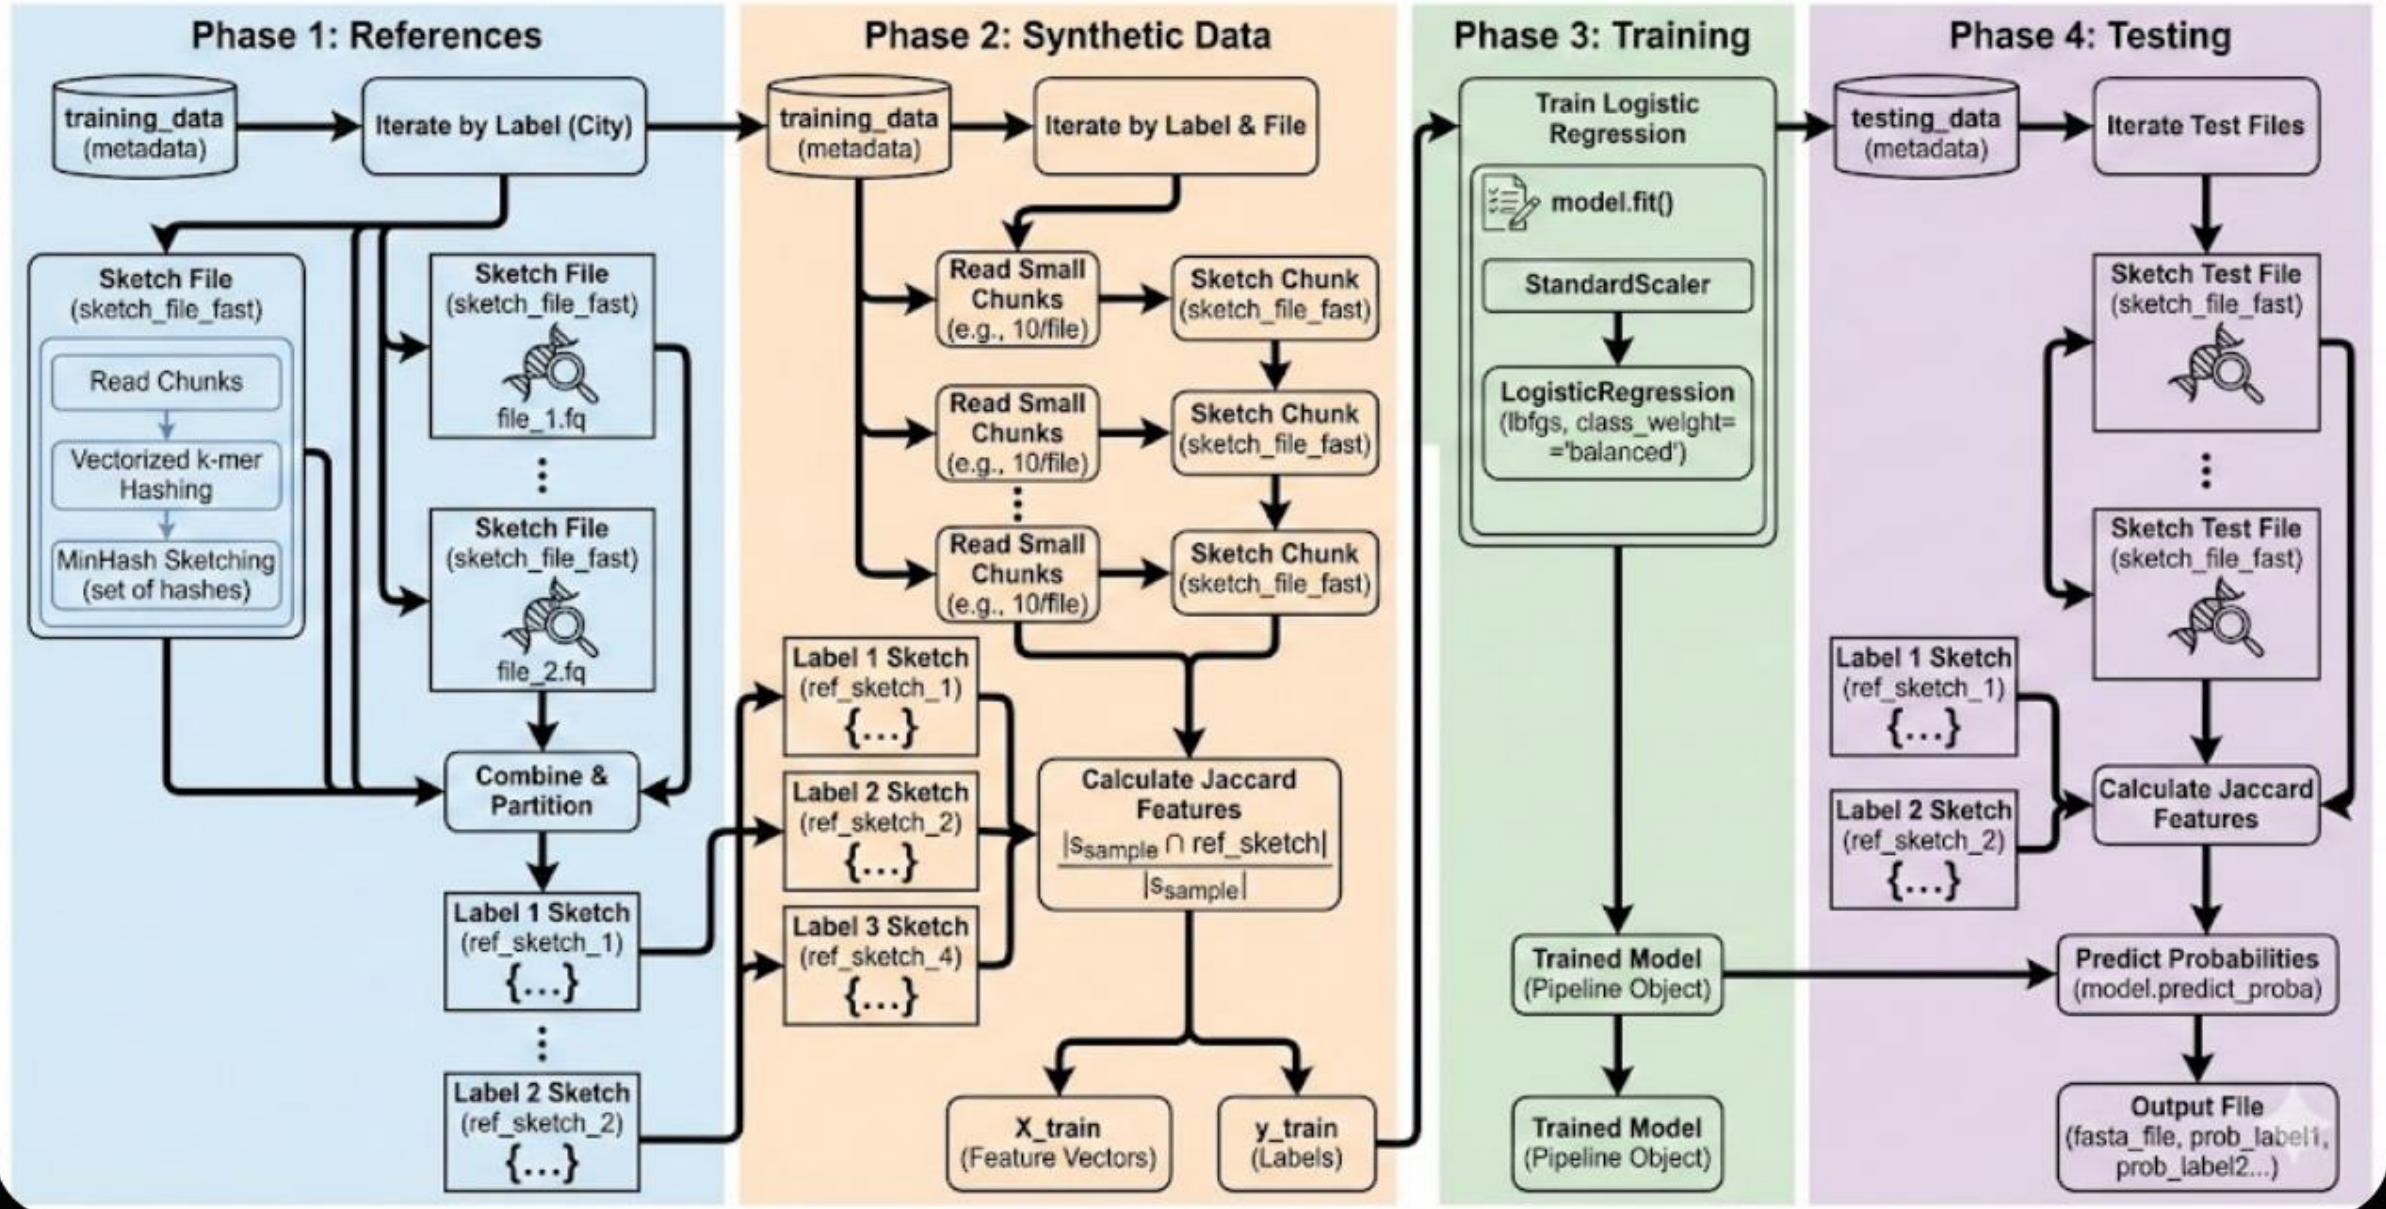 Phase 1: References
training_data
(metadata)
Iterate by Label (City)
Sketch File
(sketch_file_fast)
Read Chunks
Vectorized k-mer
Hashing
MinHash Sketching
(set of hashes)
Sketch File
(sketch_file_fast)
file_1.fq
Sketch File
(sketch_file_fast)
file_2.fq
Combine &
Partition
Label 1 Sketch
(ref_sketch_1)
{...}
Label 2 Sketch
(ref_sketch_2)
{...}
Phase 2: Synthetic Data
training_data
(metadata)
Iterate by Label & File
Read Small
Chunks
(e.g., 10/file)
Sketch Chunk
(sketch_file_fast)
Read Small
Chunks
(e.g., 10/file)
Sketch Chunk
(sketch_file_fast)
Read Small
Chunks
(e.g., 10/file)
Sketch Chunk
(sketch_file_fast)
Label 1 Sketch
(ref_sketch_1)
{...}
Label 2 Sketch
(ref_sketch_2)
{...}
Label 3 Sketch
(ref_sketch_4)
{...}
Calculate Jaccard
Features
|s_sample ∩ ref_sketch|
|s_sample|
X_train
(Feature Vectors)
y_train
(Labels)
Phase 3: Training
Train Logistic
Regression
model.fit()
StandardScaler
LogisticRegression
(lbfgs, class_weight=
='balanced')
Trained Model
(Pipeline Object)
Trained Model
(Pipeline Object)
Phase 4: Testing
testing_data
(metadata)
Iterate Test Files
Sketch Test File
(sketch_file_fast)
Sketch Test File
(sketch_file_fast)
Label 1 Sketch
(ref_sketch_1)
{...}
Label 2 Sketch
(ref_sketch_2)
{...}
Calculate Jaccard
Features
Predict Probabilities
(model.predict_proba)
Output File
(fasta_file, prob_label1,
prob_label2...)